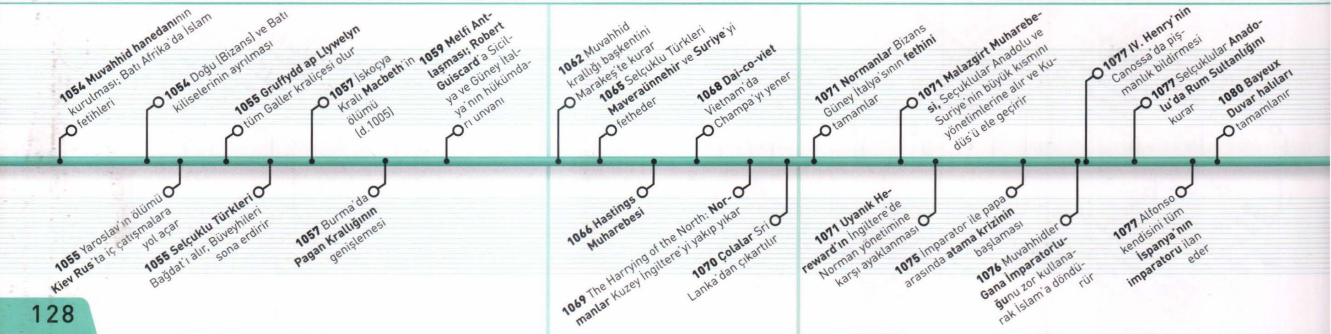 1054 Muvahhid hanedanının
kurulması; Batı Afrika'da İslam
fetihleri
1054 Doğu (Bizans) ve Batı
kiliselerinin ayrılması
1055 Gruffydd ap Llywelyn
tüm Galler kraliçesi olur
1057 İskoçya
Kralı Macbeth'in
ölümü
(d.1005)
1059 Melfi Ant-
laşması; Robert
Guiscard'a Sicil-
ya ve Güney İtal-
ya'nın hükümda-
rı unvanı
1062 Muvahhid
krallığı başkentini
Marakeş'te kurar
1065 Selçuklu Türkleri
Maveraünnehir ve Suriye'yi
fetheder
1068 Dai-co-viet
Vietnam'da
Champa'yı yener
1071 Normanlar Bizans
Güney İtalya'sının fethini
tamamlar
1071 Malazgirt Muharebe-
si, Seçuklular Anadolu ve
Suriye'nin büyük kısmını
yönetimlerine alır ve Ku-
düs'ü ele geçirir
1077 IV. Henry'nin
Canossa'da piş-
manlık bildirmesi
1077 Selçuklular Anado-
lu'da Rum Sultanlığını
kurar
1080 Bayeux
Duvar halıları
tamamlanır
1055 Yaroslav'ın ölümü
Kiev Rus'ta iç çatışmalara
yol açar
1055 Selçuklu Türkleri
Bağdat'ı alır, Büveyhileri
sona erdirir
1057 Burma'da
Pagan Krallığının
genişlemesi
1066 Hastings
Muharebesi
1069 The Harrying of the North: Nor-
manlar Kuzey İngiltere'yi yakıp yıkar
1070 Çolalar Sri
Lanka'dan çıkartılır
1071 Uyanık He-
reward'ın İngiltere'de
Norman yönetimine
karşı ayaklanması
1075 İmparator ile papa
arasında atama krizinin
başlaması
1076 Muvahhidler
Gana İmparatorlu-
ğunu zor kullana-
rak İslam'a döndü-
rür
1077 Alfonso
kendisini tüm
İspanya'nın
imparatoru ilan
eder
128